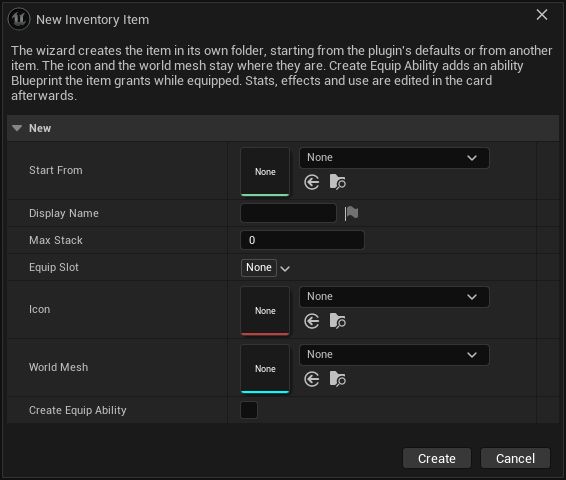 New Inventory Item
The wizard creates the item in its own folder, starting from the plugin's defaults or from another
item. The icon and the world mesh stay where they are. Create Equip Ability adds an ability
Blueprint the item grants while equipped. Stats, effects and use are edited in the card
afterwards.
New
Start From
None
None
Display Name
Max Stack
0
Equip Slot
None
Icon
None
None
World Mesh
None
None
Create Equip Ability
Create
Cancel